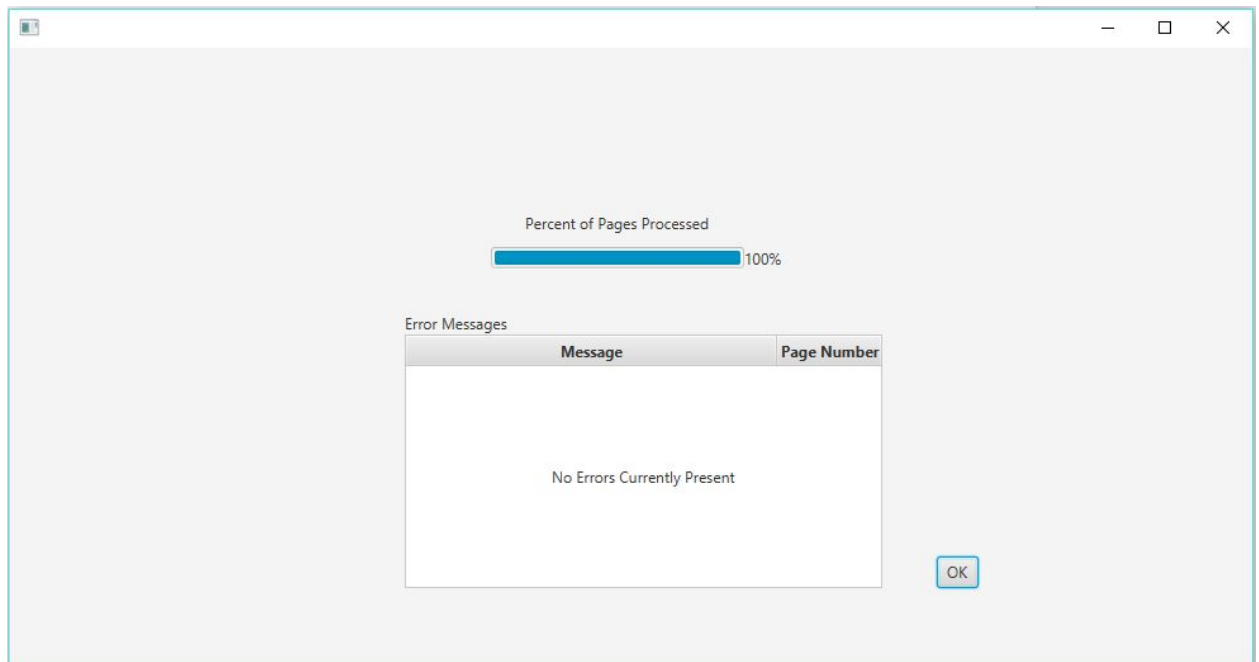 Percent of Pages Processed
100%
Error Messages
Message Page Number
No Errors Currently Present
OK